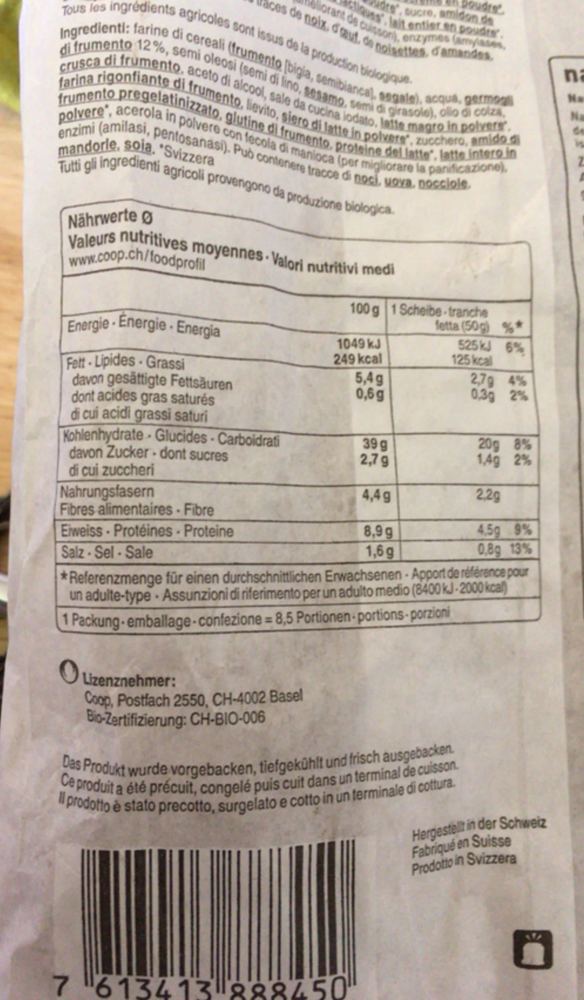 poudre*, sucre, amidon de
lactiques*, lait entier en poudre*,
améliorant de cuisson), enzymes (amylases,
traces de noix, d'œuf, de noisettes, d'amandes,
Tous les ingrédients agricoles sont issus de la production biologique.
Ingredienti: farine di cereali (frumento [bigia, semibianca], segale), acqua, germogli
di frumento 12%, semi oleosi (semi di lino, sesamo, semi di girasole), olio di colza,
crusca di frumento, aceto di alcool, sale da cucina iodato, latte magro in polvere*,
farina rigonfiante di frumento, lievito, siero di latte in polvere*, zucchero, amido di
frumento pregelatinizzato, glutine di frumento, proteine del latte*, latte intero in
polvere*, acerola in polvere con fecola di manioca (per migliorare la panificazione),
enzimi (amilasi, pentosanasi). Può contenere tracce di noci, uova, nocciole,
mandorle, soia. *Svizzera
Tutti gli ingredienti agricoli provengono da produzione biologica.
Nährwerte Ø
Valeurs nutritives moyennes · Valori nutritivi medi
www.coop.ch/foodprofil
100 g 1 Scheibe · tranche
fetta (50g) %*
Energie · Énergie · Energia 1049 kJ 525 kJ 6%
249 kcal 125 kcal
Fett · Lipides · Grassi 5,4 g 2,7g 4%
davon gesättigte Fettsäuren 0,6 g 0,3g 2%
dont acides gras saturés
di cui acidi grassi saturi
Kohlenhydrate · Glucides · Carboidrati 39 g 20g 8%
davon Zucker · dont sucres 2,7 g 1,4g 2%
di cui zuccheri
Nahrungsfasern 4,4 g 2,2g
Fibres alimentaires · Fibre
Eiweiss · Protéines · Proteine 8,9 g 4,5g 9%
Salz · Sel · Sale 1,6 g 0,8g 13%
*Referenzmenge für einen durchschnittlichen Erwachsenen · Apport de référence pour
un adulte-type · Assunzioni di riferimento per un adulto medio (8400 kJ · 2000 kcal)
1 Packung · emballage · confezione = 8,5 Portionen · portions · porzioni
Lizenznehmer:
Coop, Postfach 2550, CH-4002 Basel
Bio-Zertifizierung: CH-BIO-006
Das Produkt wurde vorgebacken, tiefgekühlt und frisch ausgebacken.
Ce produit a été précuit, congelé puis cuit dans un terminal de cuisson.
Il prodotto è stato precotto, surgelato e cotto in un terminale di cottura.
Hergestellt in der Schweiz
Fabriqué en Suisse
Prodotto in Svizzera
7 613413 888450